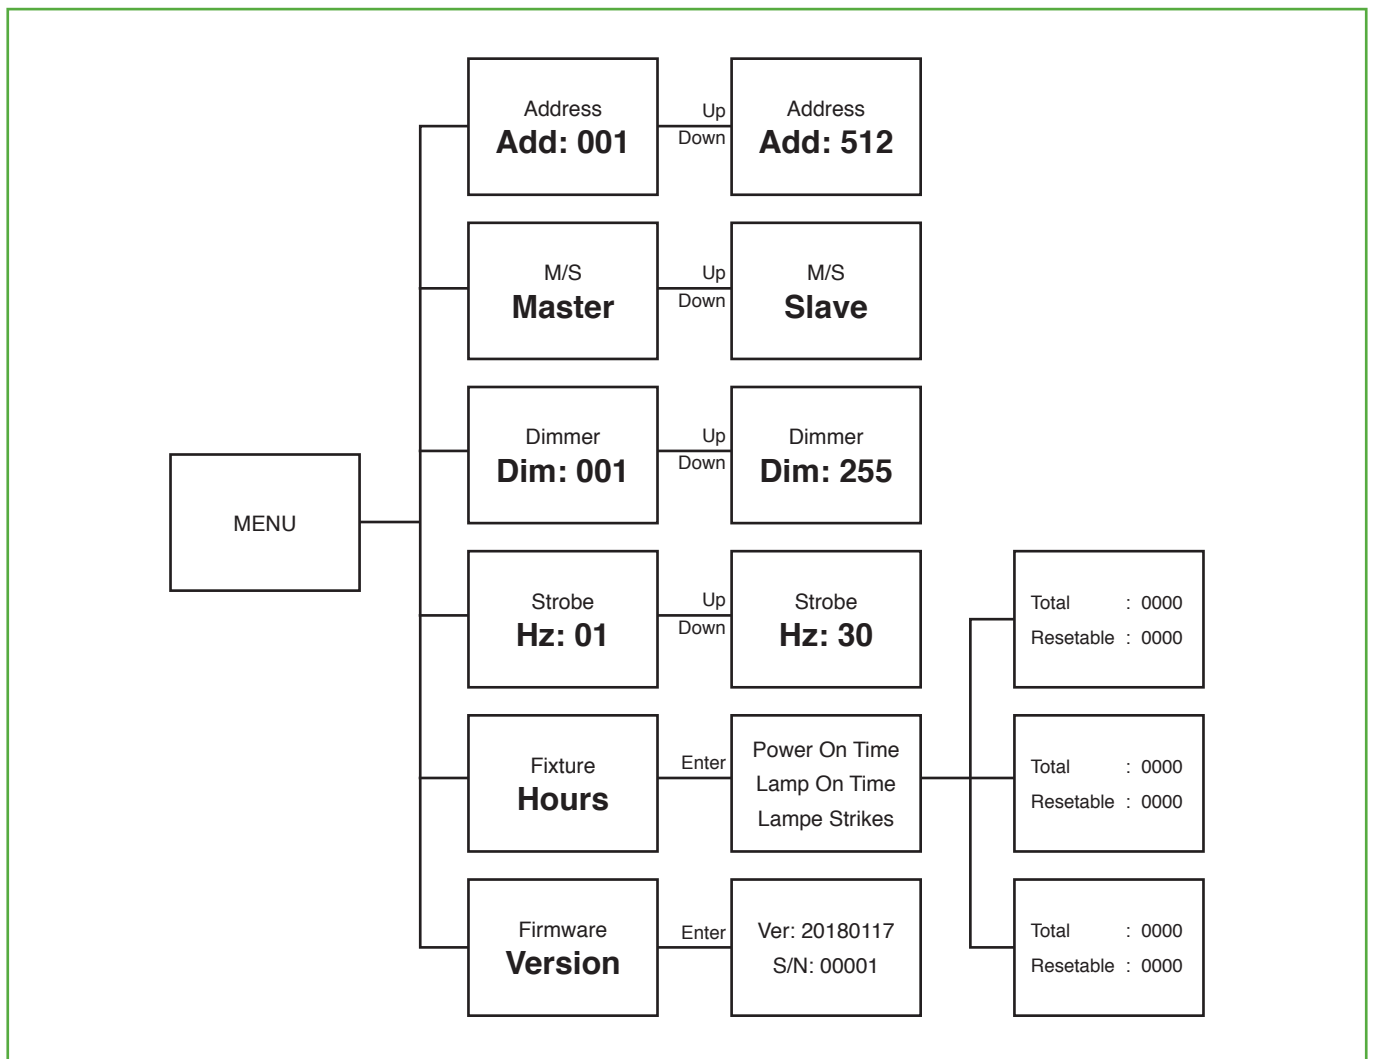 Address
Add: 001
Up
Down
Address
Add: 512
M/S
Master
Up
Down
M/S
Slave
Dimmer
Dim: 001
Up
Down
Dimmer
Dim: 255
MENU
Strobe
Hz: 01
Up
Down
Strobe
Hz: 30
Total : 0000
Resetable : 0000
Fixture
Hours
Enter
Power On Time
Lamp On Time
Lampe Strikes
Total : 0000
Resetable : 0000
Firmware
Version
Enter
Ver: 20180117
S/N: 00001
Total : 0000
Resetable : 0000